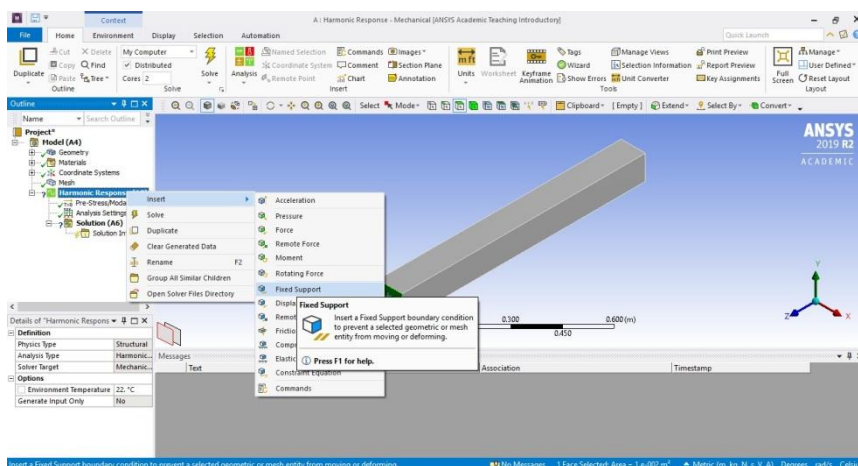 A : Harmonic Response - Mechanical [ANSYS Academic Teaching Introductory]
Context
File Home Environment Display Selection Automation Quick Launch
Duplicate
Cut X Delete
Copy Find
Paste Tree
Outline
My Computer
Distributed
Cores 2
Solve
Solve
Analysis
Named Selection
Coordinate System
Remote Point
Commands
Comment
Chart
Images
Section Plane
Annotation
Insert
Units
Worksheet
Keyframe Animation
Tags
Wizard
Show Errors
Manage Views
Selection Information
Unit Converter
Print Preview
Report Preview
Key Assignments
Tools
Full Screen
Manage
User Defined
Reset Layout
Layout
Select Mode Clipboard [Empty] Extend Select By Convert
Outline
Name Search Outline
Project*
Model (A4)
Geometry
Materials
Coordinate Systems
Mesh
Harmonic Respons
Pre-Stress/Moda
Analysis Settings
Solution (A6)
Solution In
Insert
Solve
Duplicate
Clear Generated Data
Rename F2
Group All Similar Children
Open Solver Files Directory
Acceleration
Pressure
Force
Remote Force
Moment
Rotating Force
Fixed Support
Displa
Remot
Frictio
Comp
Elastic
Constraint Equation
Commands
Fixed Support
Insert a Fixed Support boundary condition
to prevent a selected geometric or mesh
entity from moving or deforming.
Press F1 for help.
ANSYS
2019 R2
ACADEMIC
Y
Z X
0.300 0.600 (m)
0.450
Details of "Harmonic Respons
Definition
Physics Type Structural
Analysis Type Harmonic...
Solver Target Mechanic...
Options
Environment Temperature 22. °C
Generate Input Only No
Messages
Text Association Timestamp
Insert a Fixed Support boundary condition to prevent a selected geometric or mesh entity from moving or deforming.
No Messages 1 Face Selected: Area = 1.e-002 m² Metric (m, kg, N, s, V, A) Degrees rad/s Celsiu